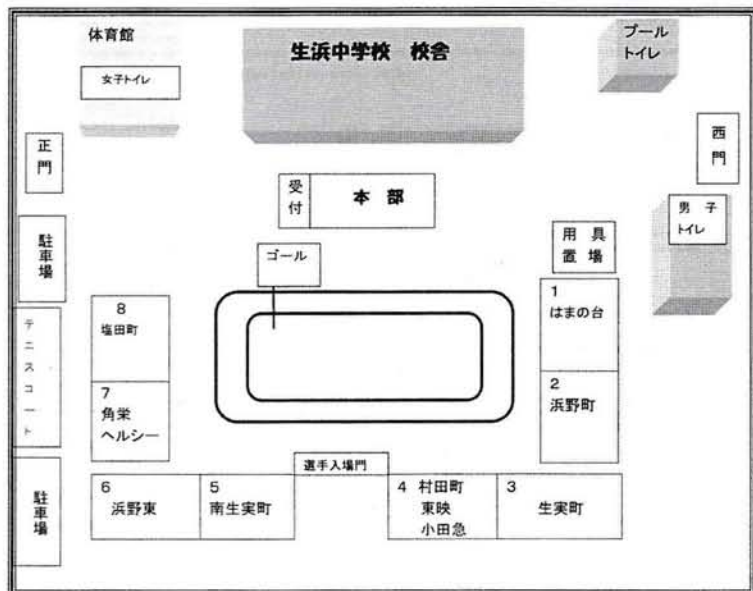 体育館
女子トイレ
生浜中学校 校舎
プール
トイレ
正門
西門
受付
本部
男子
トイレ
駐車場
用具
置場
ゴール
1
はまの台
8
塩田町
テニスコート
2
浜野町
7
角栄
ヘルシー
選手入場門
駐車場
6
浜野東
5
南生実町
4 村田町
東映
小田急
3
生実町